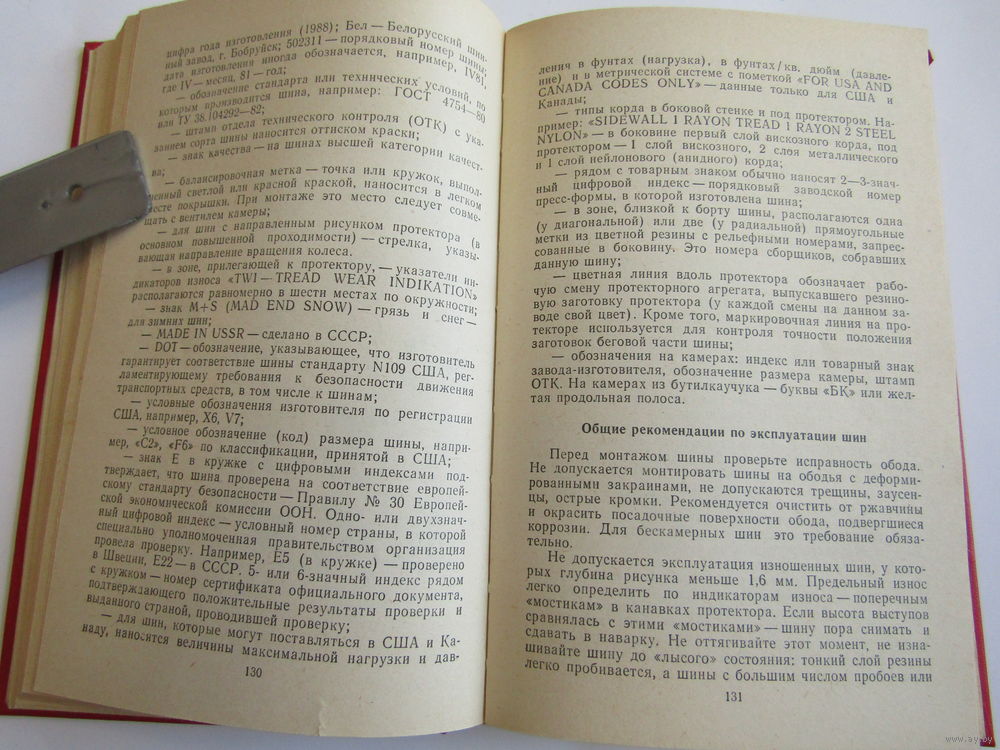 цифра года изготовления (1988); Бел — Белорусский шин-
ный завод, г. Бобруйск; 502311 — порядковый номер шины;
дата изготовления иногда обозначается, например, IV81,
где IV — месяц, 81 — год;
— обозначение стандарта или технических условий, по
которым производится шина, например: ГОСТ 4754—80
или ТУ 38.104292—82;
— штамп отдела технического контроля (ОТК) с ука-
занием сорта шины наносится оттиском краски;
— знак качества — на шинах высшей категории качест-
ва;
— балансировочная метка — точка или кружок, выпол-
ненный светлой или красной краской, наносится в легком
месте покрышки. При монтаже это место следует совме-
щать с вентилем камеры;
— для шин с направленным рисунком протектора (в
основном повышенной проходимости) — стрелка, указы-
вающая направление вращения колеса.
— в зоне, прилегающей к протектору, — указатели ин-
дикаторов износа «TWI — TREAD WEAR INDIKATION»
располагаются равномерно в шести местах по окружности;
— знак M+S (MAD END SNOW) — грязь и снег —
для зимних шин;
— MADE IN USSR — сделано в СССР;
— DOT — обозначение, указывающее, что изготовитель
гарантирует соответствие шины стандарту N109 США, рег-
ламентирующему требования к безопасности движения
транспортных средств, в том числе к шинам;
— условные обозначения изготовителя по регистрации
США, например, X6, V7;
— условное обозначение (код) размера шины, напри-
мер, «C2», «F6» по классификации, принятой в США;
— знак E в кружке с цифровыми индексами под-
тверждает, что шина проверена на соответствие европей-
скому стандарту безопасности — Правилу № 30 Европей-
ской экономической комиссии ООН. Одно- или двухзнач-
ный цифровой индекс — условный номер страны, в которой
специально уполномоченная правительством организация
провела проверку. Например, E5 (в кружке) — проверено
в Швеции, E22 — в СССР. 5- или 6-значный индекс рядом
с кружком — номер сертификата официального документа,
подтверждающего положительные результаты проверки и
выданного страной, проводившей проверку;
— для шин, которые могут поставляться в США и Ка-
наду, наносятся величины максимальной нагрузки и дав-
130
ления в фунтах (нагрузка), в фунтах/кв. дюйм (давле-
ние) и в метрической системе с пометкой «FOR USA AND
CANADA CODES ONLY» — данные только для США и
Канады;
— типы корда в боковой стенке и под протектором. На-
пример: «SIDEWALL 1 RAYON TREAD 1 RAYON 2 STEEL
NYLON» — в боковине первый слой вискозного корда, под
протектором — 1 слой вискозного, 2 слоя металлического
и 1 слой нейлонового (анидного) корда;
— рядом с товарным знаком обычно наносят 2—3-знач-
ный цифровой индекс — порядковый заводской номер
пресс-формы, в которой изготовлена шина;
— в зоне, близкой к борту шины, располагаются одна
(у диагональной) или две (у радиальной) прямоугольные
метки из цветной резины с рельефными номерами, запрес-
сованные в боковину. Это номера сборщиков, собравших
данную шину;
— цветная линия вдоль протектора обозначает рабо-
чую смену протекторного агрегата, выпускавшего резино-
вую заготовку протектора (у каждой смены на данном за-
воде свой цвет). Кроме того, маркировочная линия на про-
текторе используется для контроля точности положения
заготовок беговой части шины;
— обозначения на камерах: индекс или товарный знак
завода-изготовителя, обозначение размера камеры, штамп
ОТК. На камерах из бутилкаучука — буквы «БК» или жел-
тая продольная полоса.
Общие рекомендации по эксплуатации шин
Перед монтажом шины проверьте исправность обода.
Не допускается монтировать шины на ободья с деформи-
рованными закраинами, не допускаются трещины, заусен-
цы, острые кромки. Рекомендуется очистить от ржавчины
и окрасить посадочные поверхности обода, подвергшиеся
коррозии. Для бескамерных шин это требование обяза-
тельно.
Не допускается эксплуатация изношенных шин, у кото-
рых глубина рисунка меньше 1,6 мм. Предельный износ
легко определить по индикаторам износа — поперечным
«мостикам» в канавках протектора. Если высота выступов
сравнялась с этими «мостиками» — шину пора снимать и
сдавать в наварку. Не оттягивайте этот момент, не изна-
шивайте шину до «лысого» состояния: тонкий слой резины
легко пробивается, а шины с большим числом пробоев или
131
www.ay.by